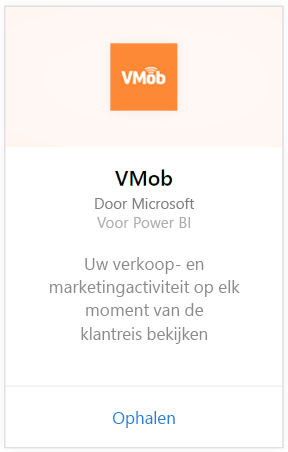 VMob
VMob
Door Microsoft
Voor Power BI
Uw verkoop- en
marketingactiviteit op elk
moment van de
klantreis bekijken
Ophalen